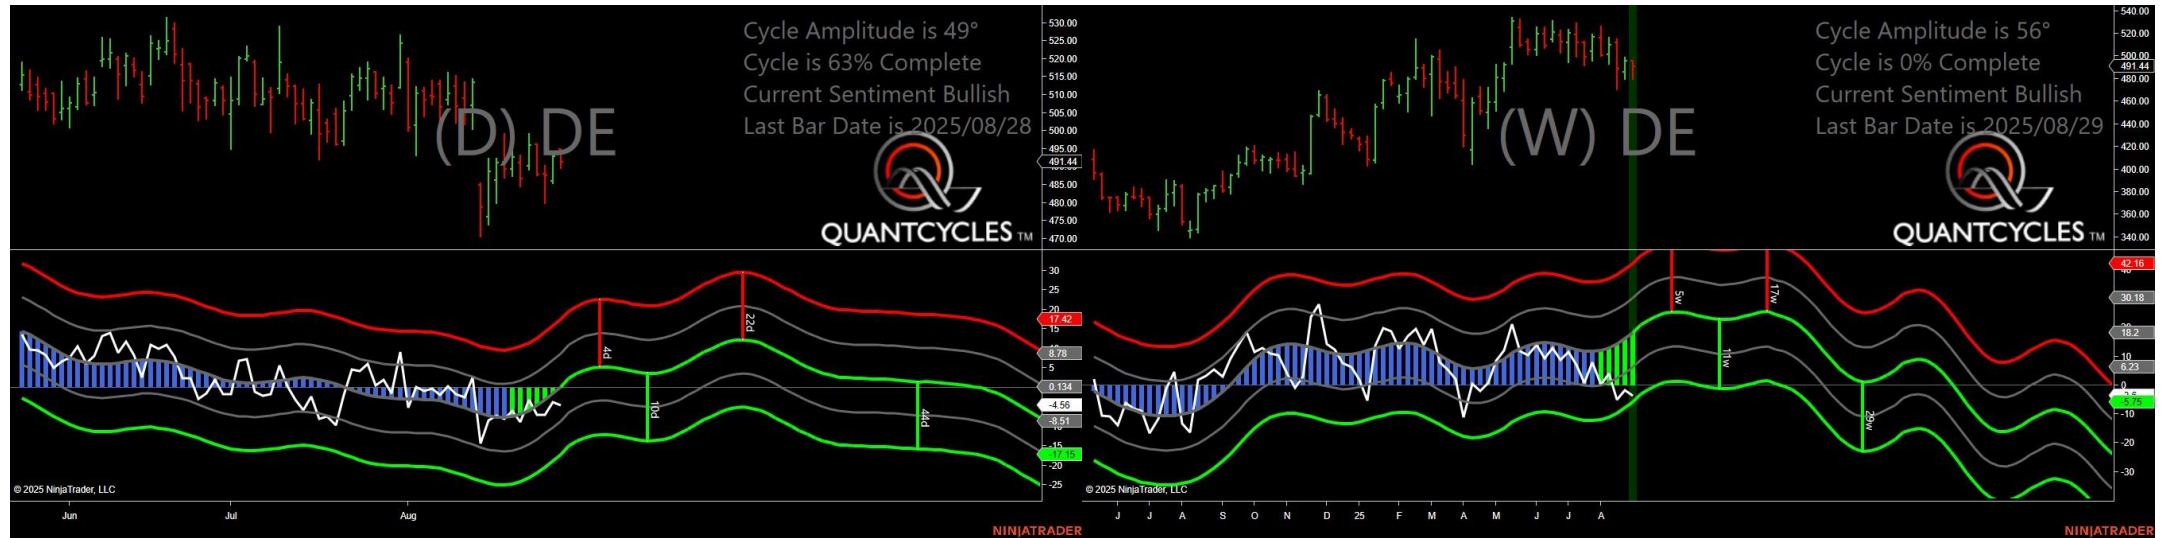 Cycle Amplitude is 49°
Cycle is 63% Complete
Current Sentiment Bullish
Last Bar Date is 2025/08/28
(D) DE
QUANTCYCLES TM
530.00
525.00
520.00
515.00
510.00
505.00
500.00
495.00
491.44
485.00
480.00
475.00
470.00
30
25
20
17.42
15
8.78
5
0.134
-4.56
-8.51
-15
-17.15
-20
-25
4d
10d
22d
44d
© 2025 NinjaTrader, LLC
Jun Jul Aug
NINJATRADER
Cycle Amplitude is 56°
Cycle is 0% Complete
Current Sentiment Bullish
Last Bar Date is 2025/08/29
(W) DE
QUANTCYCLES TM
540.00
520.00
500.00
491.44
480.00
460.00
440.00
420.00
400.00
380.00
360.00
340.00
42.16
30.18
18.2
10
6.23
0
-5.75
-10
-20
-30
5w
11w
17w
29w
© 2025 NinjaTrader, LLC
J J A S O N D 25 F M A M J J A
NINJATRADER